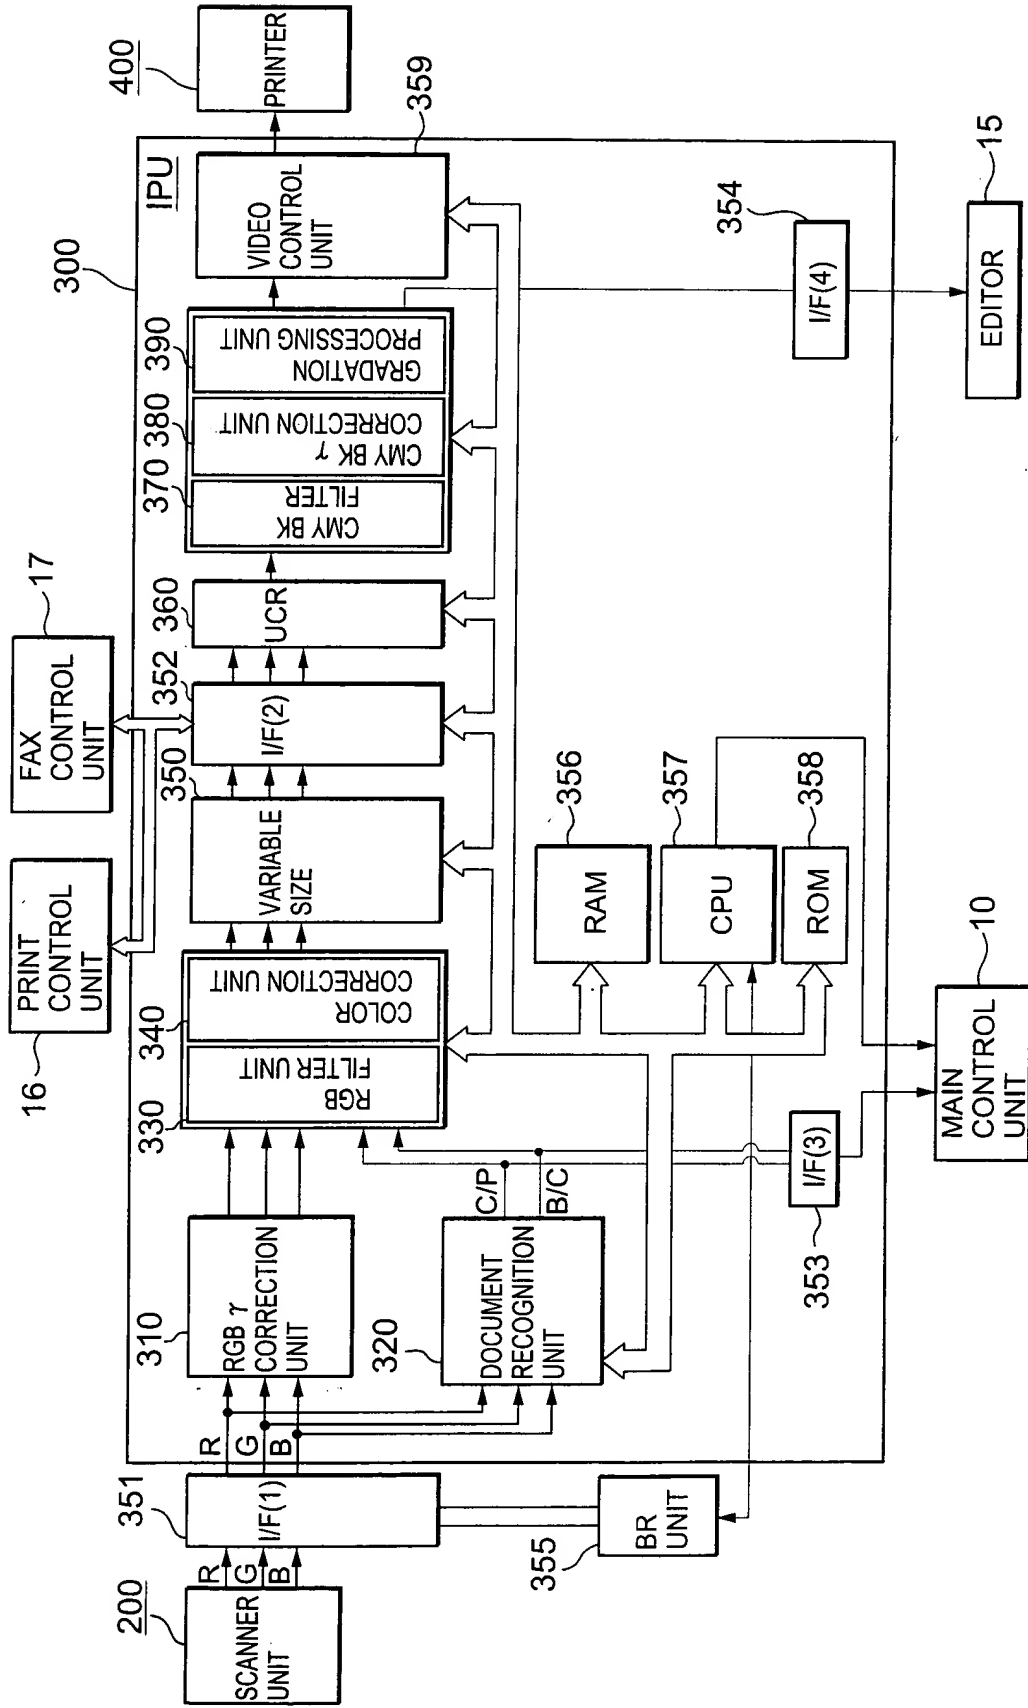 200
SCANNER
UNIT
R
G
B
351
I/F(1)
355
BR
UNIT
R
G
B
310
RGB γ
CORRECTION
UNIT
320
DOCUMENT
RECOGNITION
UNIT
C/P
B/C
353
I/F(3)
16
PRINT
CONTROL
UNIT
FAX
CONTROL
UNIT
17
330
RGB
FILTER UNIT
340
COLOR
CORRECTION UNIT
350
VARIABLE
SIZE
352
I/F(2)
360
UCR
370
CMY BK
FILTER
380
CMY BK γ
CORRECTION UNIT
390
GRADATION
PROCESSING UNIT
300
IPU
VIDEO
CONTROL
UNIT
359
400
PRINTER
RAM
356
CPU
357
ROM
358
MAIN
CONTROL
UNIT
10
354
I/F(4)
EDITOR
15